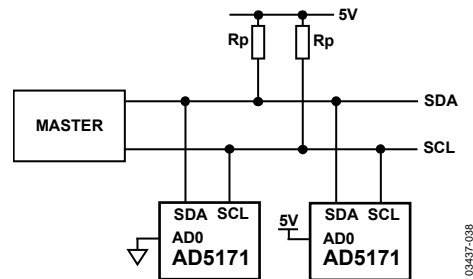 5V
Rp Rp
SDA
MASTER
SCL
SDA SCL
AD0
AD5171
5V
SDA SCL
AD0
AD5171
03437-038